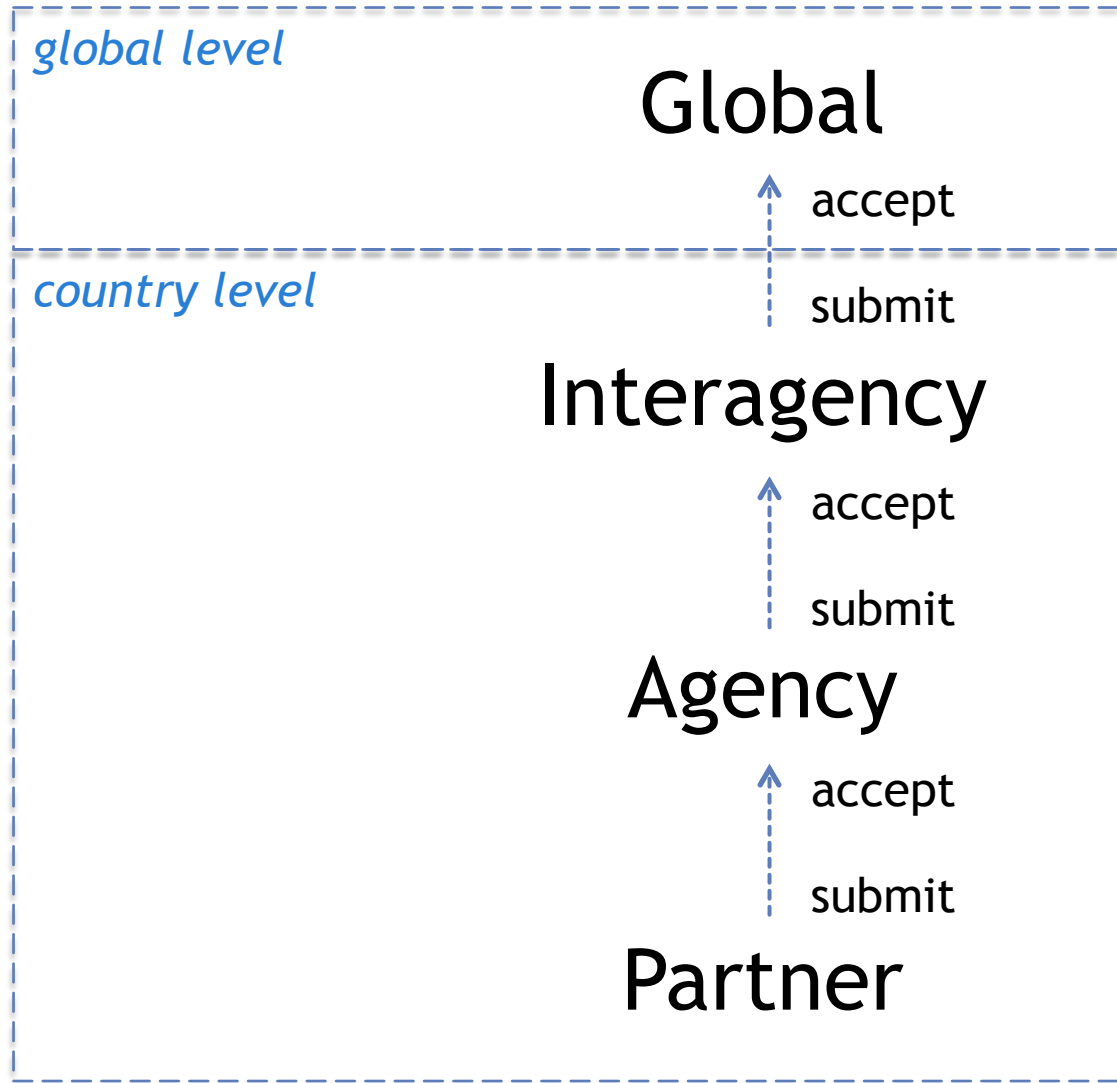 global level
Global
accept
country level
submit
Interagency
accept
submit
Agency
accept
submit
Partner